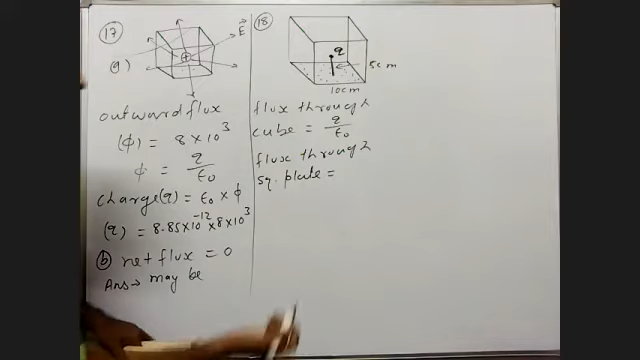 17
E
(q)
+
outward flux
(ϕ) = 8 × 10³
ϕ = q/ε₀
charge(q) = ε₀ × ϕ
(q) = 8.85×10⁻¹² × 8×10³
(b) net flux = 0
Ans → may be
18
q
5cm
10cm
flux through
cube = q/ε₀
flux through
sq. plate =